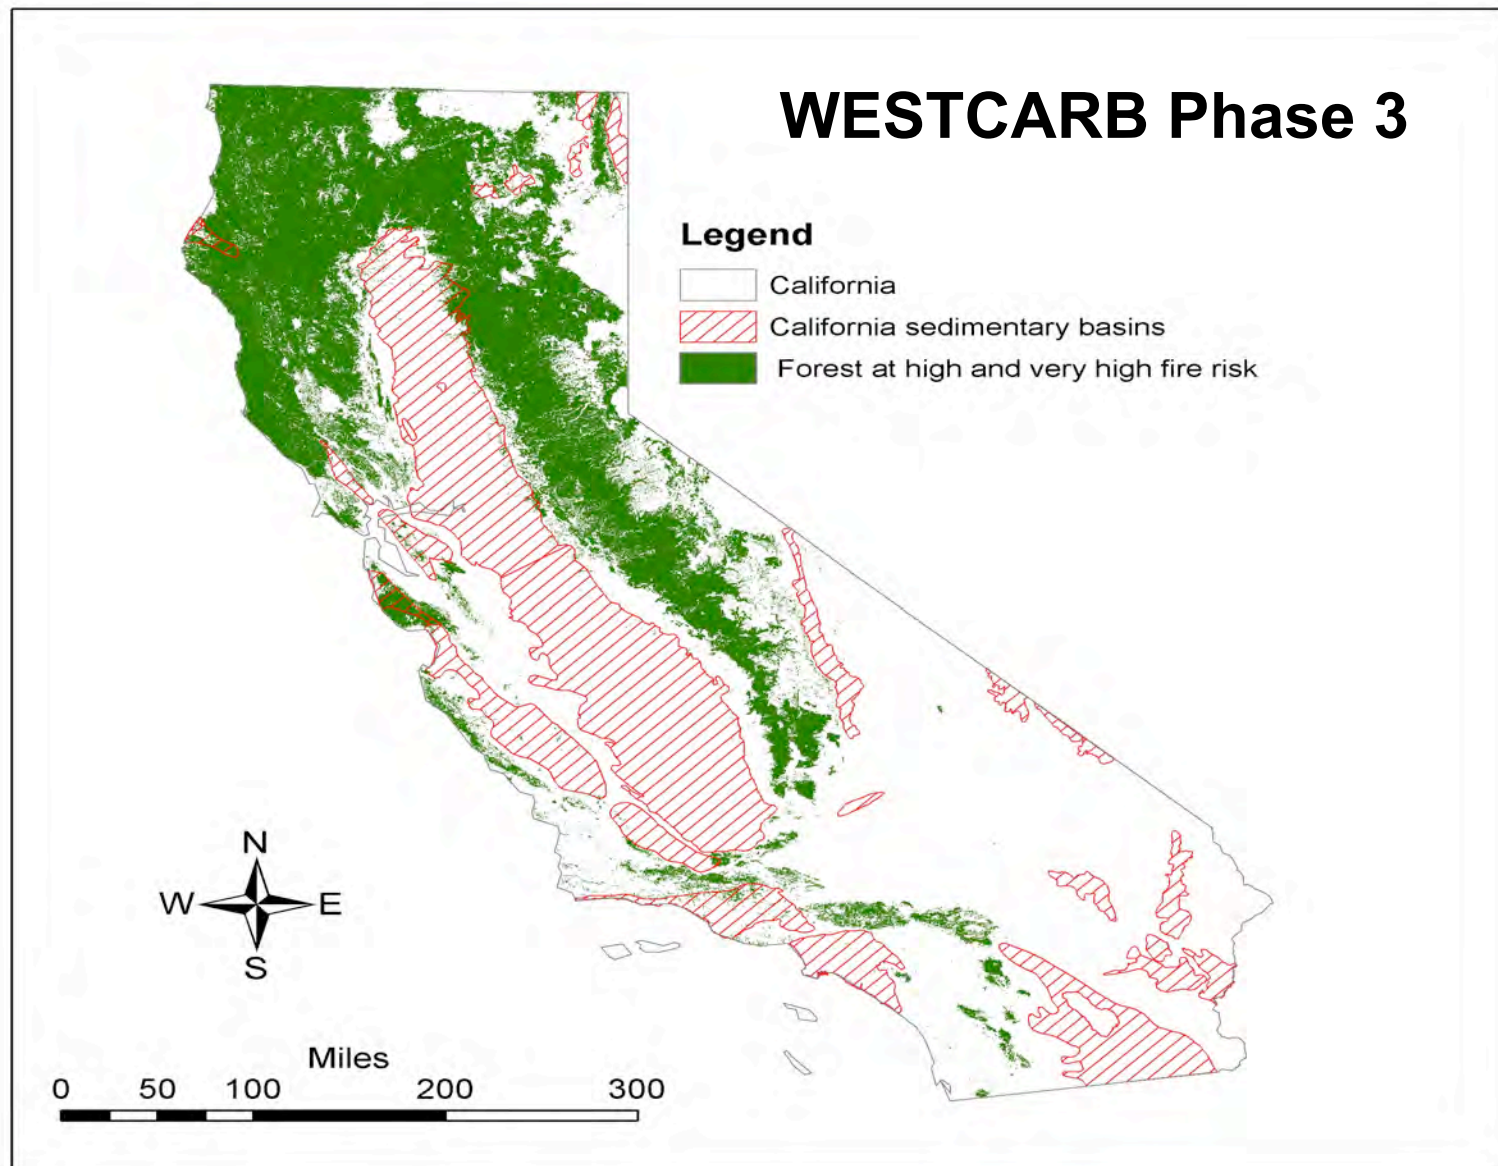 WESTCARB Phase 3
Legend
California
California sedimentary basins
Forest at high and very high fire risk
N
W E
S
Miles
0 50 100 200 300